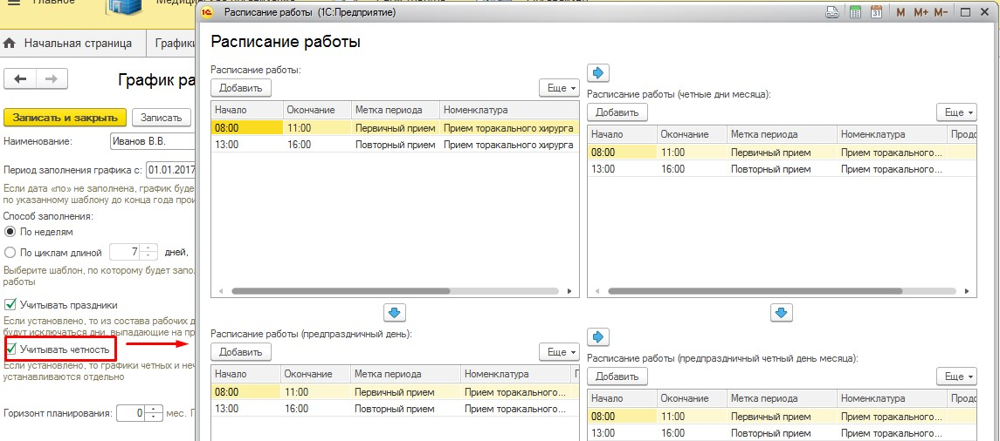 Главное
Начальная страница
График ра
Записать и закрыть
Записать
Наименование:
Иванов В.В.
Период заполнения графика с:
01.01.2017
Если дата «по» не заполнена, график буде
по указанному шаблону до конца года прои
Способ заполнения:
По неделям
По циклам длиной
7
дней,
Выберите шаблон, по которому будет запо
работы
Учитывать праздники
Если установлено, то из состава рабочих д
будут исключаться дни, выпадающие на пр
Учитывать четность
Если установлено, то графики четных и неч
устанавливаются отдельно
Горизонт планирования:
0
мес.
Расписание работы (1С:Предприятие)
M M+ M-
Расписание работы
Расписание работы:
Добавить
Еще
Начало Окончание Метка периода Номенклатура
08:00 11:00 Первичный прием Прием торакального хирурга
13:00 16:00 Повторный прием Прием торакального хирурга
Расписание работы (четные дни месяца):
Добавить
Еще
Начало Окончание Метка периода Номенклатура Продо
08:00 11:00 Первичный прием Прием торакального...
13:00 16:00 Повторный прием Прием торакального...
Расписание работы (предпраздничный день):
Добавить
Еще
Начало Окончание Метка периода Номенклатура
08:00 11:00 Первичный прием Прием торакального...
13:00 16:00 Повторный прием Прием торакального...
Расписание работы (предпраздничный четный день месяца):
Добавить
Еще
Начало Окончание Метка периода Номенклатура Продо
08:00 11:00 Первичный прием Прием торакального...
13:00 16:00 Повторный прием Прием торакального...